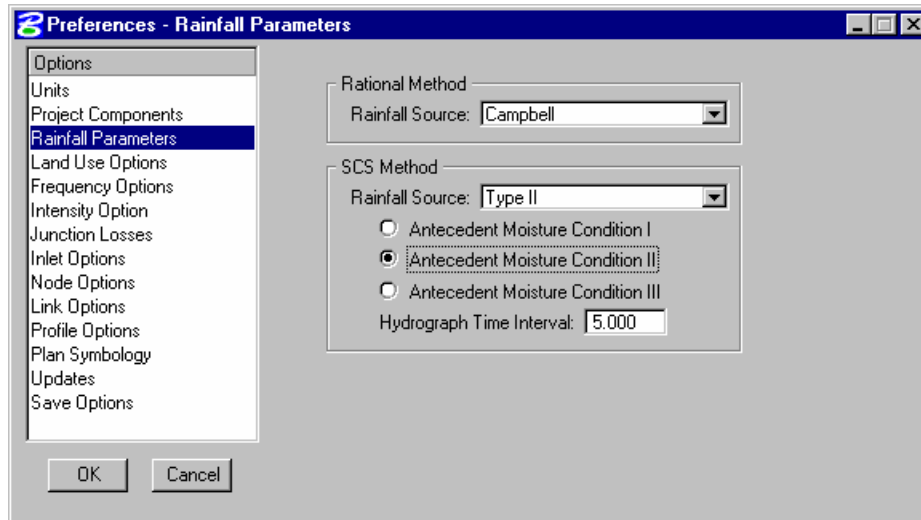 Preferences - Rainfall Parameters
Options
Units
Project Components
Rainfall Parameters
Land Use Options
Frequency Options
Intensity Option
Junction Losses
Inlet Options
Node Options
Link Options
Profile Options
Plan Symbology
Updates
Save Options
OK Cancel
Rational Method
Rainfall Source: Campbell
SCS Method
Rainfall Source: Type II
Antecedent Moisture Condition I
Antecedent Moisture Condition II
Antecedent Moisture Condition III
Hydrograph Time Interval: 5.000